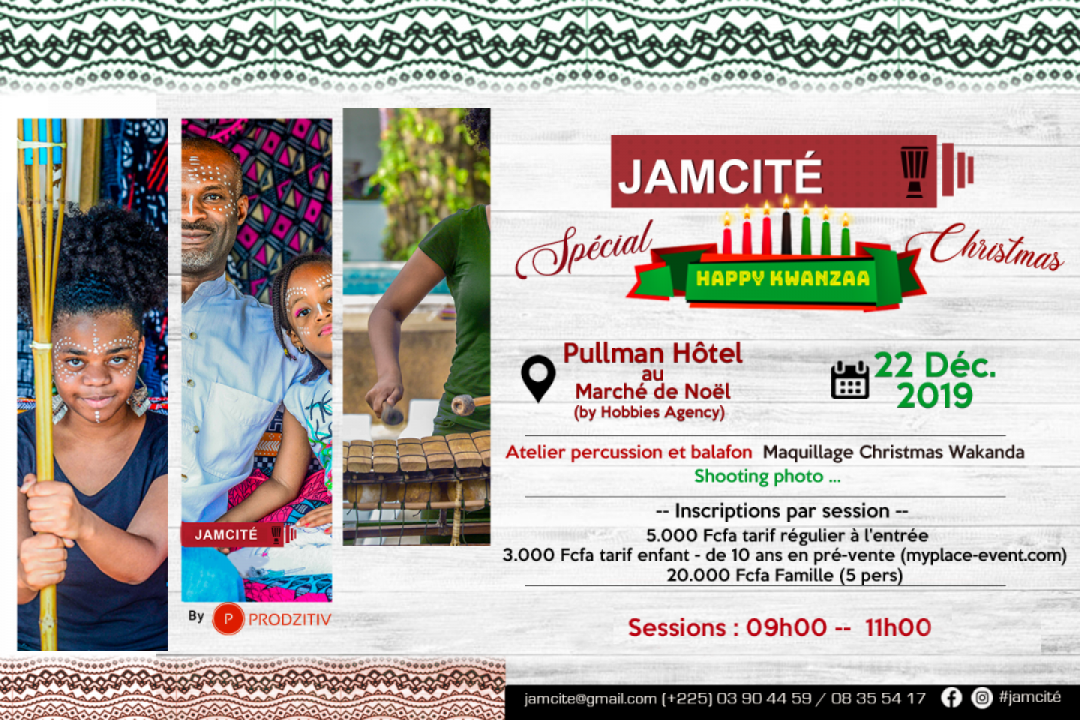 JAMCITÉ
Spécial
Christmas
HAPPY KWANZAA
Pullman Hôtel
au
Marché de Noël
(by Hobbies Agency)
22 Déc.
2019
Atelier percussion et balafon Maquillage Christmas Wakanda
Shooting photo ...
-- Inscriptions par session --
5.000 Fcfa tarif régulier à l'entrée
3.000 Fcfa tarif enfant - de 10 ans en pré-vente (myplace-event.com)
20.000 Fcfa Famille (5 pers)
Sessions : 09h00 -- 11h00
JAMCITÉ
By P PRODZITIV
jamcite@gmail.com (+225) 03 90 44 59 / 08 35 54 17 #jamcité